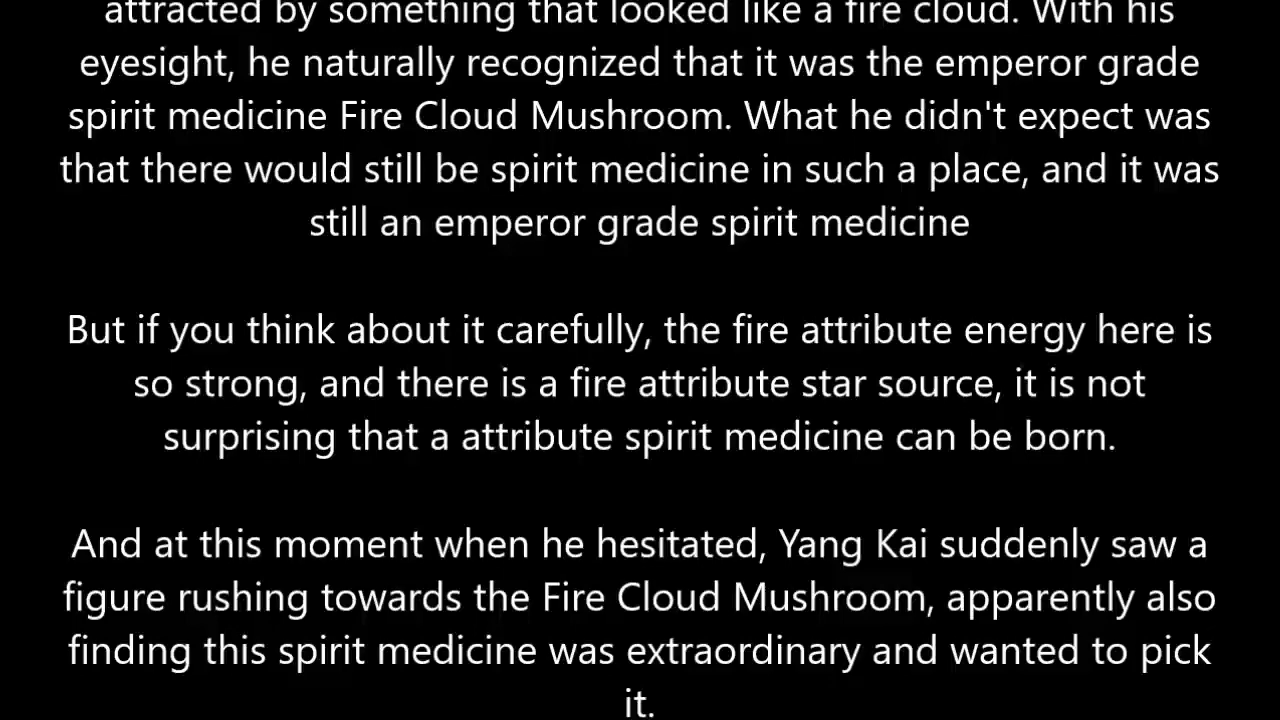 attracted by something that looked like a fire cloud. With his
eyesight, he naturally recognized that it was the emperor grade
spirit medicine Fire Cloud Mushroom. What he didn't expect was
that there would still be spirit medicine in such a place, and it was
still an emperor grade spirit medicine
But if you think about it carefully, the fire attribute energy here is
so strong, and there is a fire attribute star source, it is not
surprising that a attribute spirit medicine can be born.
And at this moment when he hesitated, Yang Kai suddenly saw a
figure rushing towards the Fire Cloud Mushroom, apparently also
finding this spirit medicine was extraordinary and wanted to pick
it.